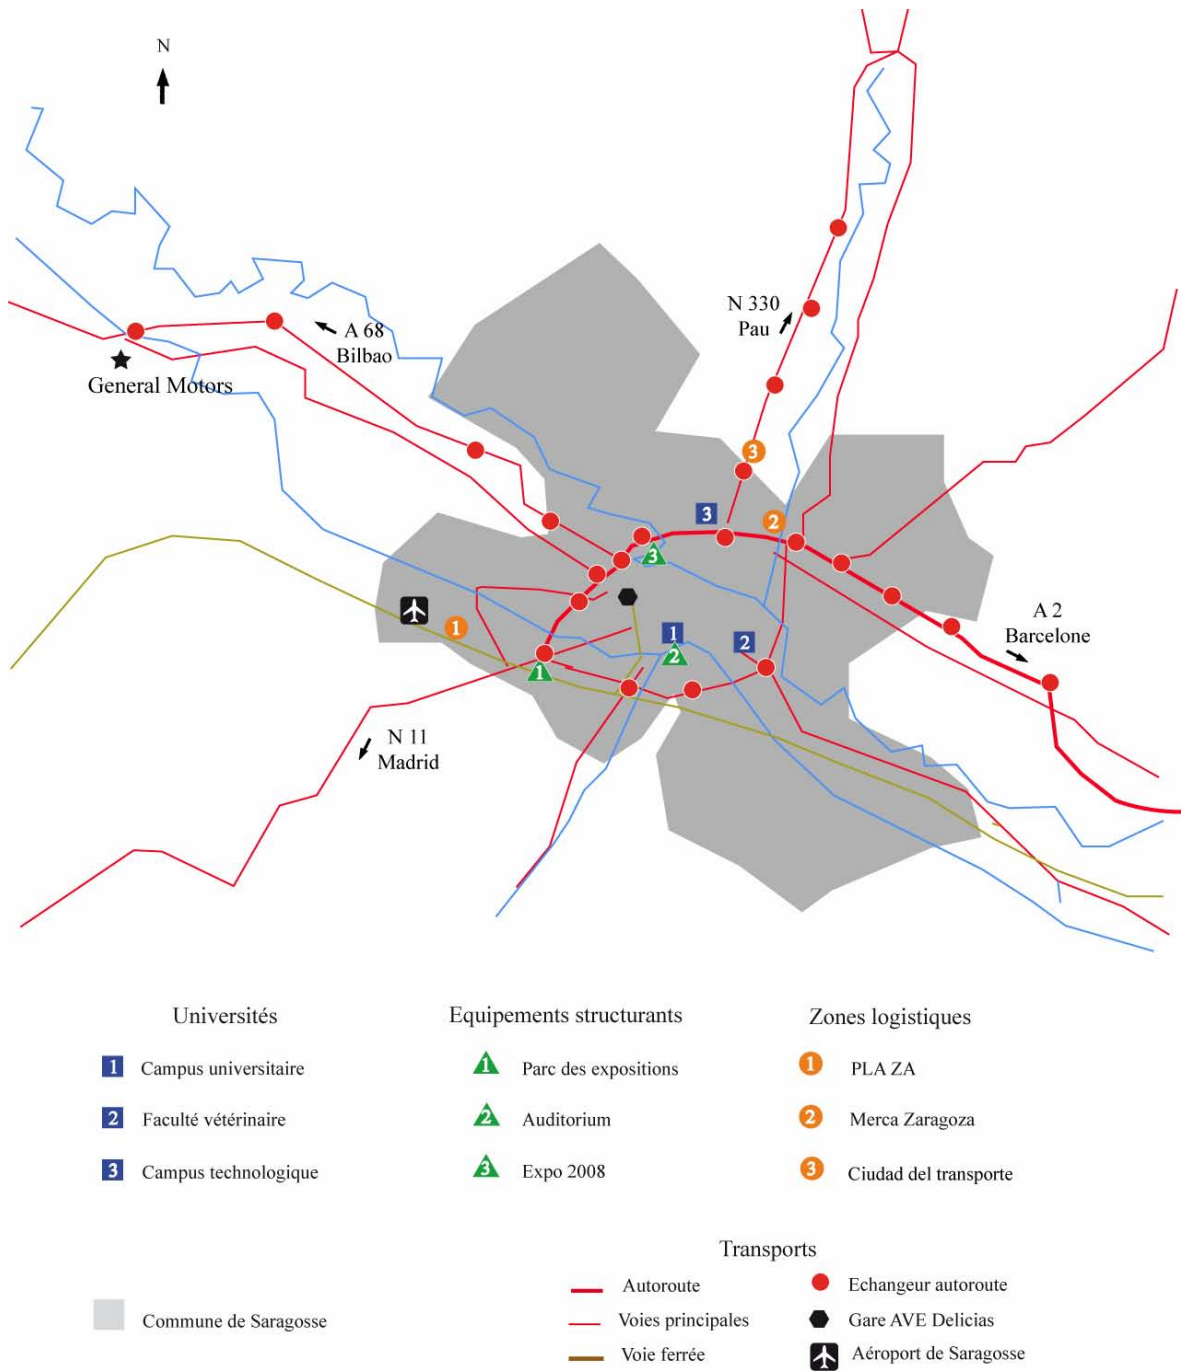 N
N 330
Pau
A 68
Bilbao
General Motors
3
3
2
3
A 2
Barcelone
1
1
2
2
1
N 11
Madrid
Universités
Equipements structurants
Zones logistiques
1 Campus universitaire
1 Parc des expositions
1 PLA ZA
2 Faculté vétérinaire
2 Auditorium
2 Merca Zaragoza
3 Campus technologique
3 Expo 2008
3 Ciudad del transporte
Transports
Autoroute
Echangeur autoroute
Commune de Saragosse
Voies principales
Gare AVE Delicias
Voie ferrée
Aéroport de Saragosse